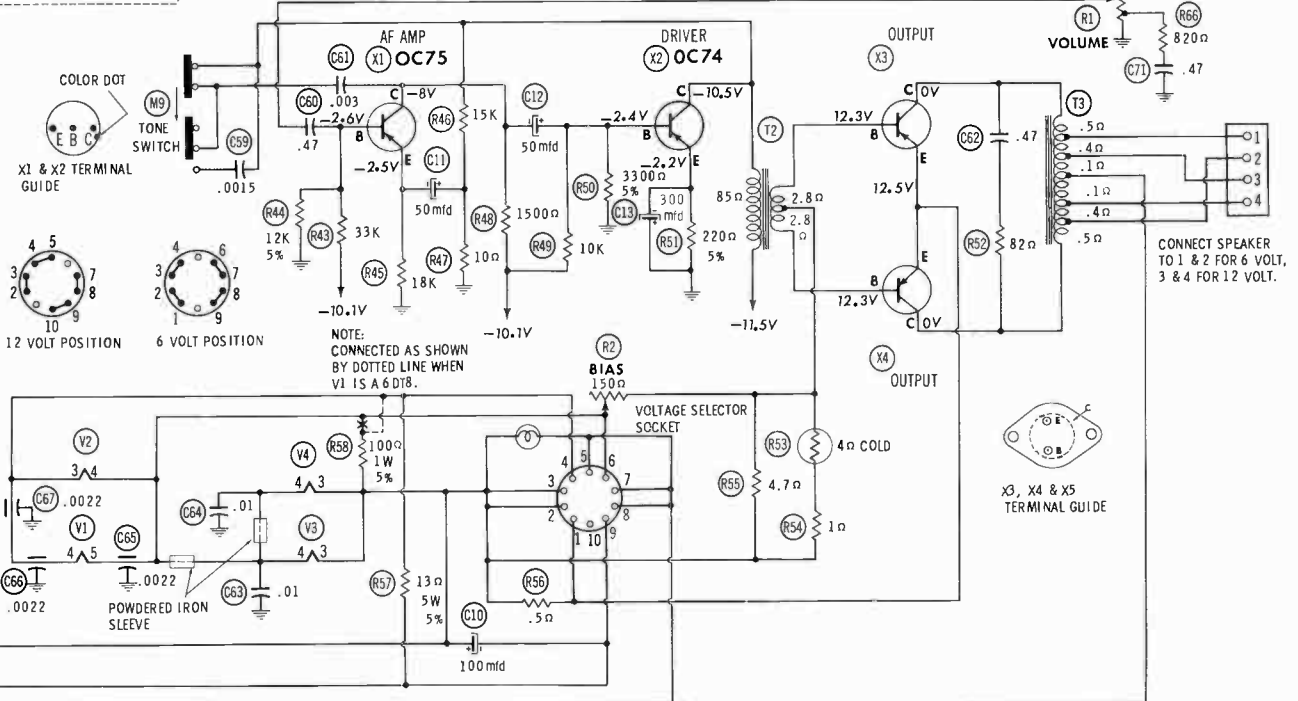 R1
VOLUME
R66
820Ω
C71
.47
OUTPUT
X3
AF AMP
X1 OC75
DRIVER
X2 OC74
COLOR DOT
M9
TONE
SWITCH
E B C
X1 & X2 TERMINAL
GUIDE
C59
.0015
C61
.003
C60
.47
C
-8V
-2.6V
B
E
-2.5V
R46
15K
C11
50mfd
R44
12K
5%
R43
33K
-10.1V
R45
18K
R47
10Ω
R48
1500Ω
-10.1V
C12
50mfd
R49
10K
R50
3300Ω
5%
C
-10.5V
-2.4V
B
E
-2.2V
C13
300
mfd
R51
220Ω
5%
T2
85Ω
2.8Ω
2.8
Ω
-11.5V
C
0V
12.3V
B
E
12.5V
E
B
12.3V
C
0V
X4
OUTPUT
C62
.47
R52
82Ω
T3
.5Ω
.4Ω
.1Ω
.1Ω
.4Ω
.5Ω
1
2
3
4
CONNECT SPEAKER
TO 1 & 2 FOR 6 VOLT,
3 & 4 FOR 12 VOLT.
4 5
3 7
2 8
10 9
12 VOLT POSITION
4 6
3 7
2 8
1 9
6 VOLT POSITION
NOTE:
CONNECTED AS SHOWN
BY DOTTED LINE WHEN
V1 IS A 6DT8.
R2
BIAS
150Ω
VOLTAGE SELECTOR
SOCKET
4 5 6
3 7
2 8
1 10 9
R53
4Ω COLD
R55
4.7Ω
R54
1Ω
R56
.5Ω
C
E
B
X3, X4 & X5
TERMINAL GUIDE
V2
3 4
C67
.0022
V1
4 5
C66
.0022
C65
.0022
R58
100Ω
1W
5%
V4
4 3
C64
.01
V3
4 3
C63
.01
POWDERED IRON
SLEEVE
R57
13Ω
5W
5%
C10
100mfd